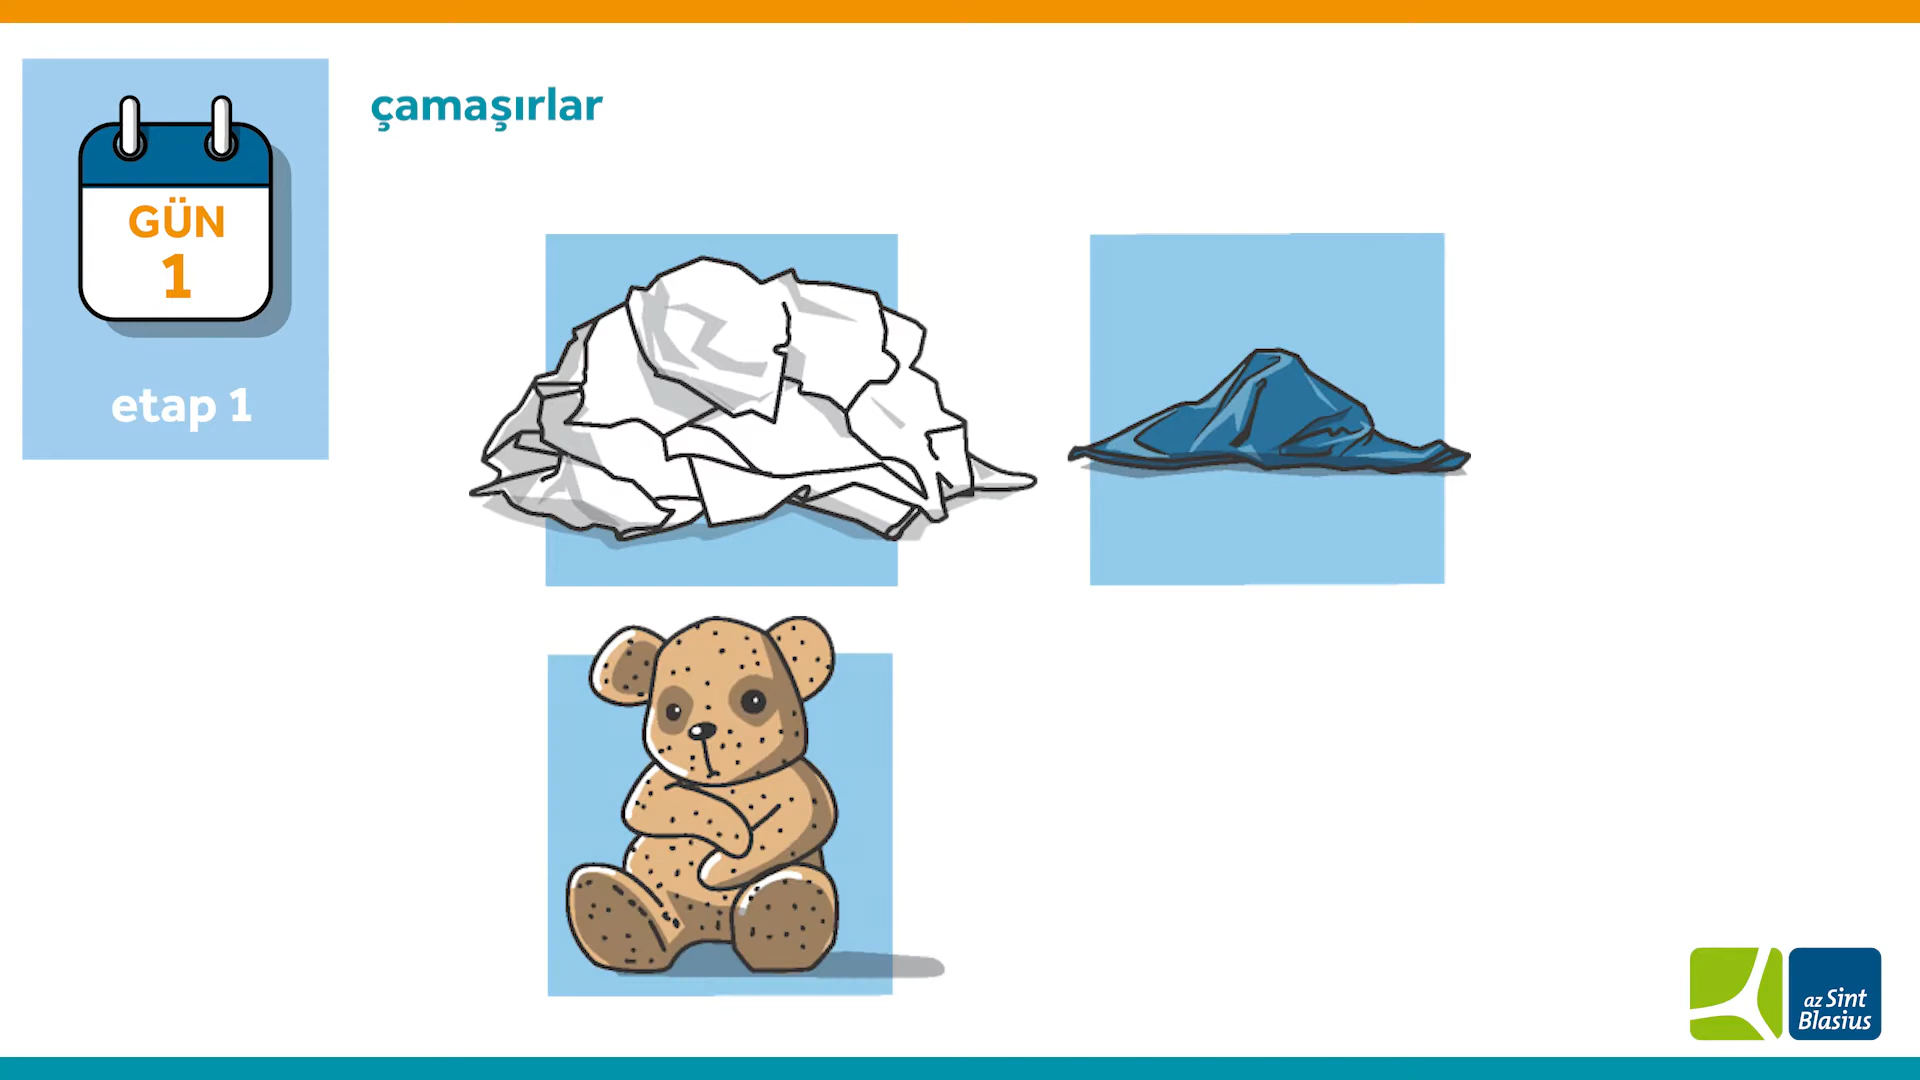 çamaşırlar
GÜN
1
etap 1
az Sint
Blasius